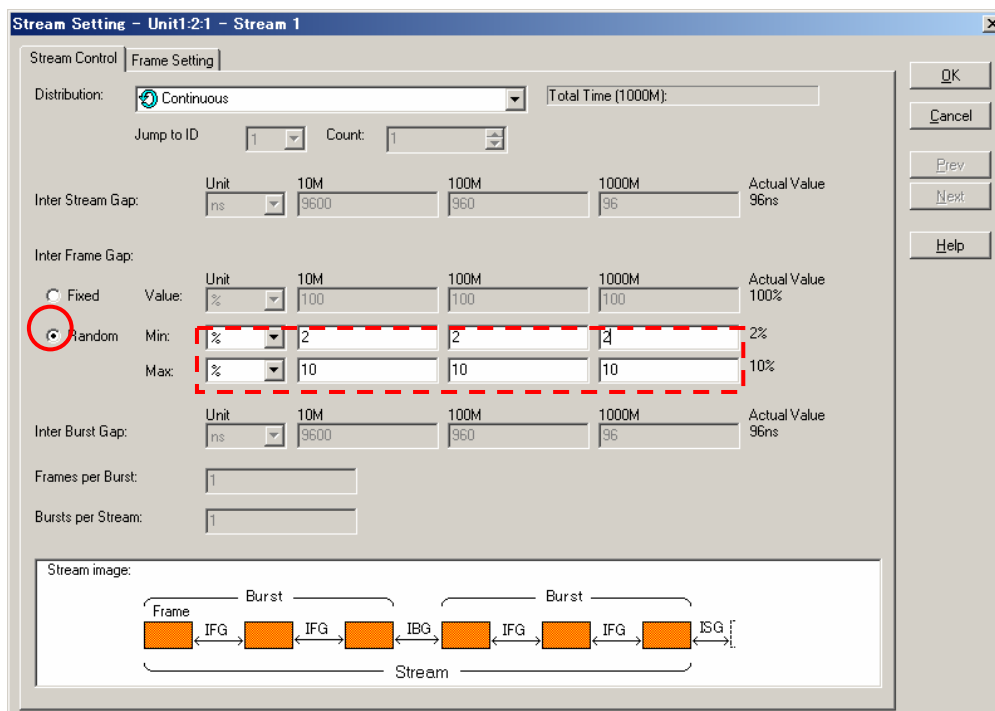 Stream Setting - Unit1:2:1 - Stream 1
Stream Control Frame Setting
OK
Distribution: Continuous Total Time (1000M):
Cancel
Jump to ID 1 Count: 1
Prev
Unit 10M 100M 1000M Actual Value
Inter Stream Gap: ns 9600 960 96 96ns
Next
Help
Inter Frame Gap:
Unit 10M 100M 1000M Actual Value
Fixed Value: % 100 100 100 100%
Random Min: % 2 2 2 2%
Max: % 10 10 10 10%
Unit 10M 100M 1000M Actual Value
Inter Burst Gap: ns 9600 960 96 96ns
Frames per Burst: 1
Bursts per Stream: 1
Stream image:
Burst Burst
Frame
IFG IFG IBG IFG IFG ISG
Stream